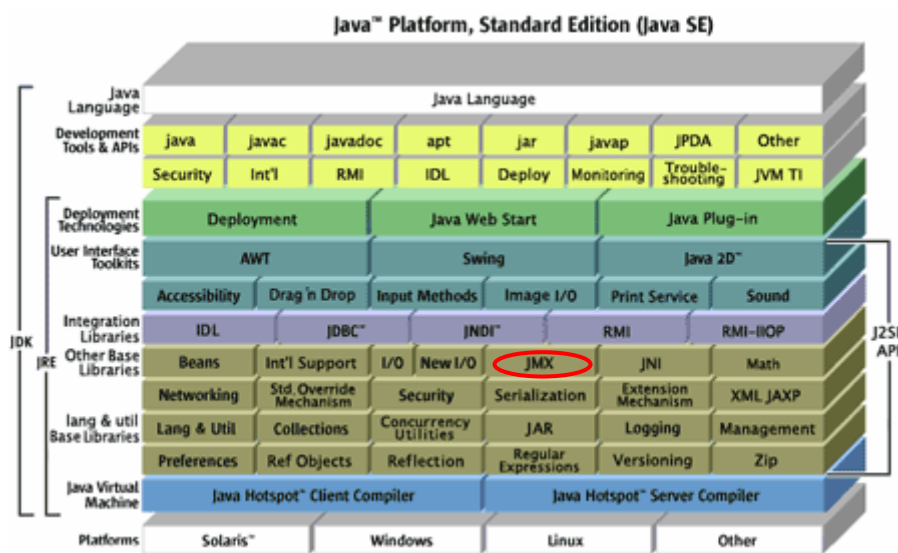 Java™ Platform, Standard Edition (Java SE)
Java Language
Java Language
Development Tools & APIs
java javac javadoc apt jar javap JPDA Other
Security Int'l RMI IDL Deploy Monitoring Trouble-shooting JVM TI
Deployment Technologies
Deployment Java Web Start Java Plug-in
User Interface Toolkits
AWT Swing Java 2D™
Accessibility Drag 'n Drop Input Methods Image I/O Print Service Sound
Integration Libraries
IDL JDBC™ JNDI™ RMI RMI-IIOP
JDK
JRE
J2SE API
Other Base Libraries
Beans Int'l Support I/O New I/O JMX JNI Math
Networking Std. Override Mechanism Security Serialization Extension Mechanism XML JAXP
lang & util Base Libraries
Lang & Util Collections Concurrency Utilities JAR Logging Management
Preferences Ref Objects Reflection Regular Expressions Versioning Zip
Java Virtual Machine
Java Hotspot™ Client Compiler Java Hotspot™ Server Compiler
Platforms
Solaris™ Windows Linux Other